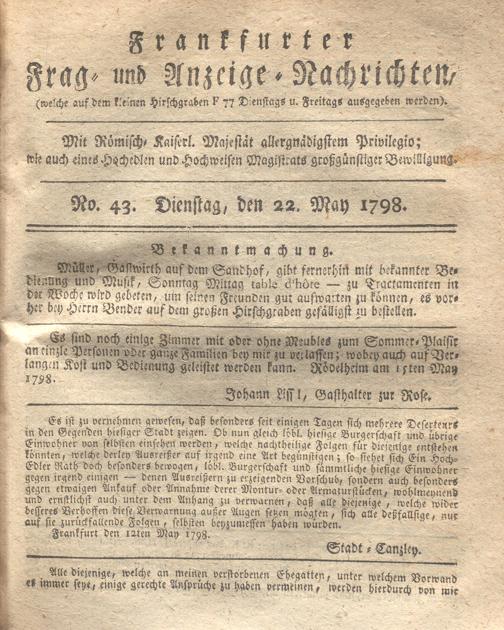 Frankfurter
Frag- und Anzeige-Nachrichten,
(welche auf dem kleinen Hirschgraben F 77 Dienstags u. Freitags ausgegeben werden).
Mit Römisch-Kaiserl. Majestät allergnädigstem Privilegio;
wie auch eines Hochedlen und Hochweisen Magistrats großgünstiger Bewilligung.
No. 43. Dienstag, den 22. May 1798.
Bekanntmachung.
Müller, Gastwirth auf dem Sandhof, gibt fernerhin mit bekannter Be-
dienung und Musik, Sonntag Mittag table d'hôte — zu Tractamenten in
der Woche wird gebeten, um seinen Freunden gut aufwarten zu können, es vor-
her bey Herrn Bender auf dem großen Hirschgraben gefälligst zu bestellen.
Es sind noch einige Zimmer mit oder ohne Meubles zum Sommer-Plaisir
an einzle Personen oder ganze Familien bey mir zu verlassen; wobey auch auf Ver-
langen Kost und Bedienung geleistet werden kann. Rödelheim am 15ten May
1798.
Johann Gasthalter zur Rose.
Es ist zu vernehmen gewesen, daß besonders seit einigen Tagen sich mehrere Deserteurs
in den Gegenden hiesiger Stadt zeigen. Ob nun gleich löbl. hiesige Burgerschaft und übrige
Einwohner von selbsten einsehen werden, welche nachtheilige Folgen für diejenige entstehen
könnten, welche derley Ausreißer auf irgend eine Art begünstigen; so siehet sich Ein Hoch-
Edler Rath doch besonders bewogen, löbl. Burgerschaft und sämmtliche hiesige Einwohner
gegen irgend einigen — denen Ausreißern zu erzeigenden Vorschub, sondern auch besonders
gegen etwaigen Ankauf oder Annahme derer Montur- oder Armaturstücken, wohlmeynend
und ernstlichst auch unter dem Anhang zu verwarnen, daß alle diejenige, welche wider
besseres Verhoffen diese Verwarnung außer Augen setzen mögten, sich alle deßfallsige, nur
auf sie zurückfallende Folgen, selbsten beyzumessen haben würden.
Frankfurt den 12ten May 1798.
Stadt-Canzley.
Alle diejenige, welche an meinen verstorbenen Ehegatten, unter welchem Vorwand
es immer seye, einige gerechte Ansprüche zu haben vermeinen, werden hierdurch von mir